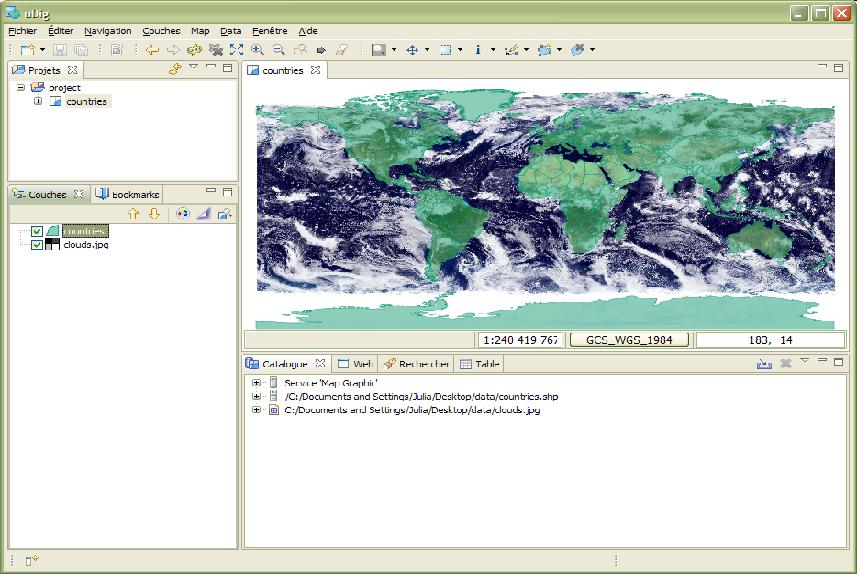 uDig
Fichier Éditer Navigation Couches Map Data Fenêtre Aide
Projets
project
countries
countries
Couches Bookmarks
countries
clouds.jpg
1:240 419 767 GCS_WGS_1984 183, 14
Catalogue Web Rechercher Table
Service 'Map Graphic'
/C:/Documents and Settings/Julia/Desktop/data/countries.shp
C:/Documents and Settings/Julia/Desktop/data/clouds.jpg